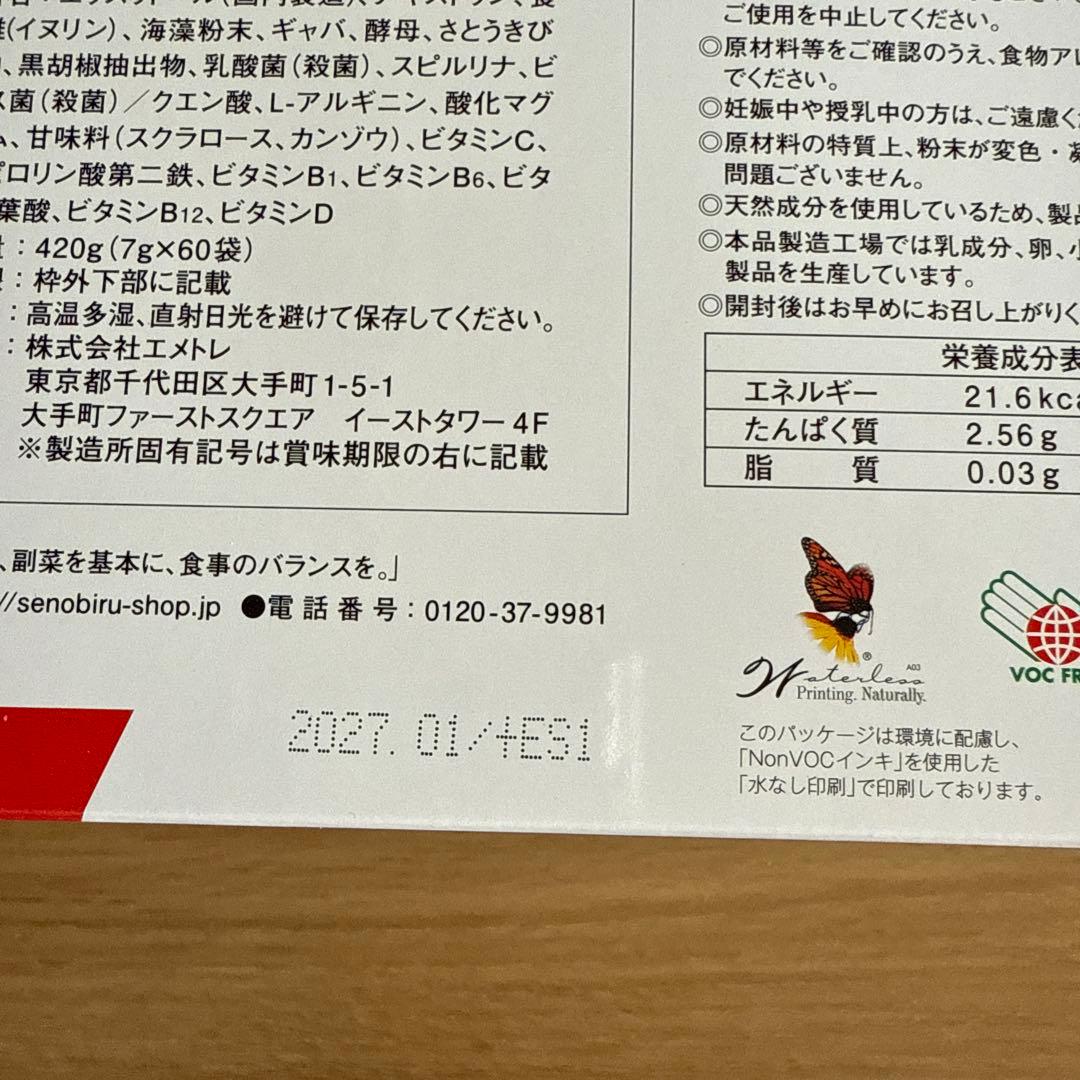 (イヌリン)、海藻粉末、ギャバ、酵母、さとうきび
、黒胡椒抽出物、乳酸菌(殺菌)、スピルリナ、ビ
ス菌(殺菌)/クエン酸、L-アルギニン、酸化マグ
ム、甘味料(スクラロース、カンゾウ)、ビタミンC、
ピロリン酸第二鉄、ビタミンB1、ビタミンB6、ビタ
葉酸、ビタミンB12、ビタミンD
:420g(7g×60袋)
:枠外下部に記載
:高温多湿、直射日光を避けて保存してください。
:株式会社エメトレ
東京都千代田区大手町1-5-1
大手町ファーストスクエア イーストタワー4F
※製造所固有記号は賞味期限の右に記載
、副菜を基本に、食事のバランスを。」
//senobiru-shop.jp ●電話番号:0120-37-9981
2027.01/+ES1
ご使用を中止してください。
◎原材料等をご確認のうえ、食物アレ
でください。
◎妊娠中や授乳中の方は、ご遠慮く
◎原材料の特質上、粉末が変色・凝
問題ございません。
◎天然成分を使用しているため、製品
◎本品製造工場では乳成分、卵、小
製品を生産しています。
◎開封後はお早めにお召し上がりく
栄養成分表
エネルギー 21.6kca
たんぱく質 2.56g
脂質 0.03g
Waterless® A03
Printing. Naturally.
VOC FR
このパッケージは環境に配慮し、
「NonVOCインキ」を使用した
「水なし印刷」で印刷しております。